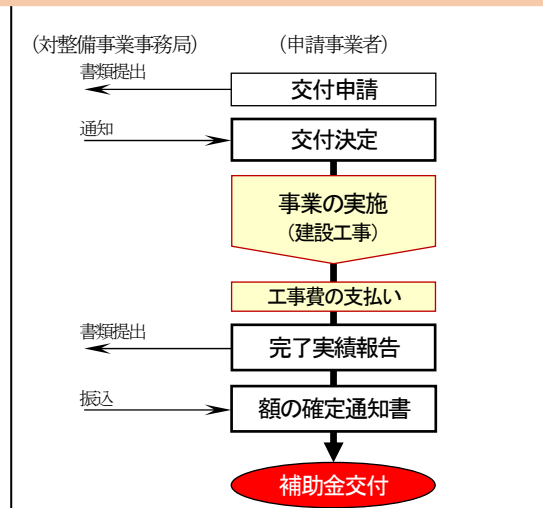 （対整備事業事務局）
（申請事業者）
書類提出
交付申請
通知
交付決定
事業の実施
（建設工事）
工事費の支払い
書類提出
完了実績報告
振込
額の確定通知書
補助金交付